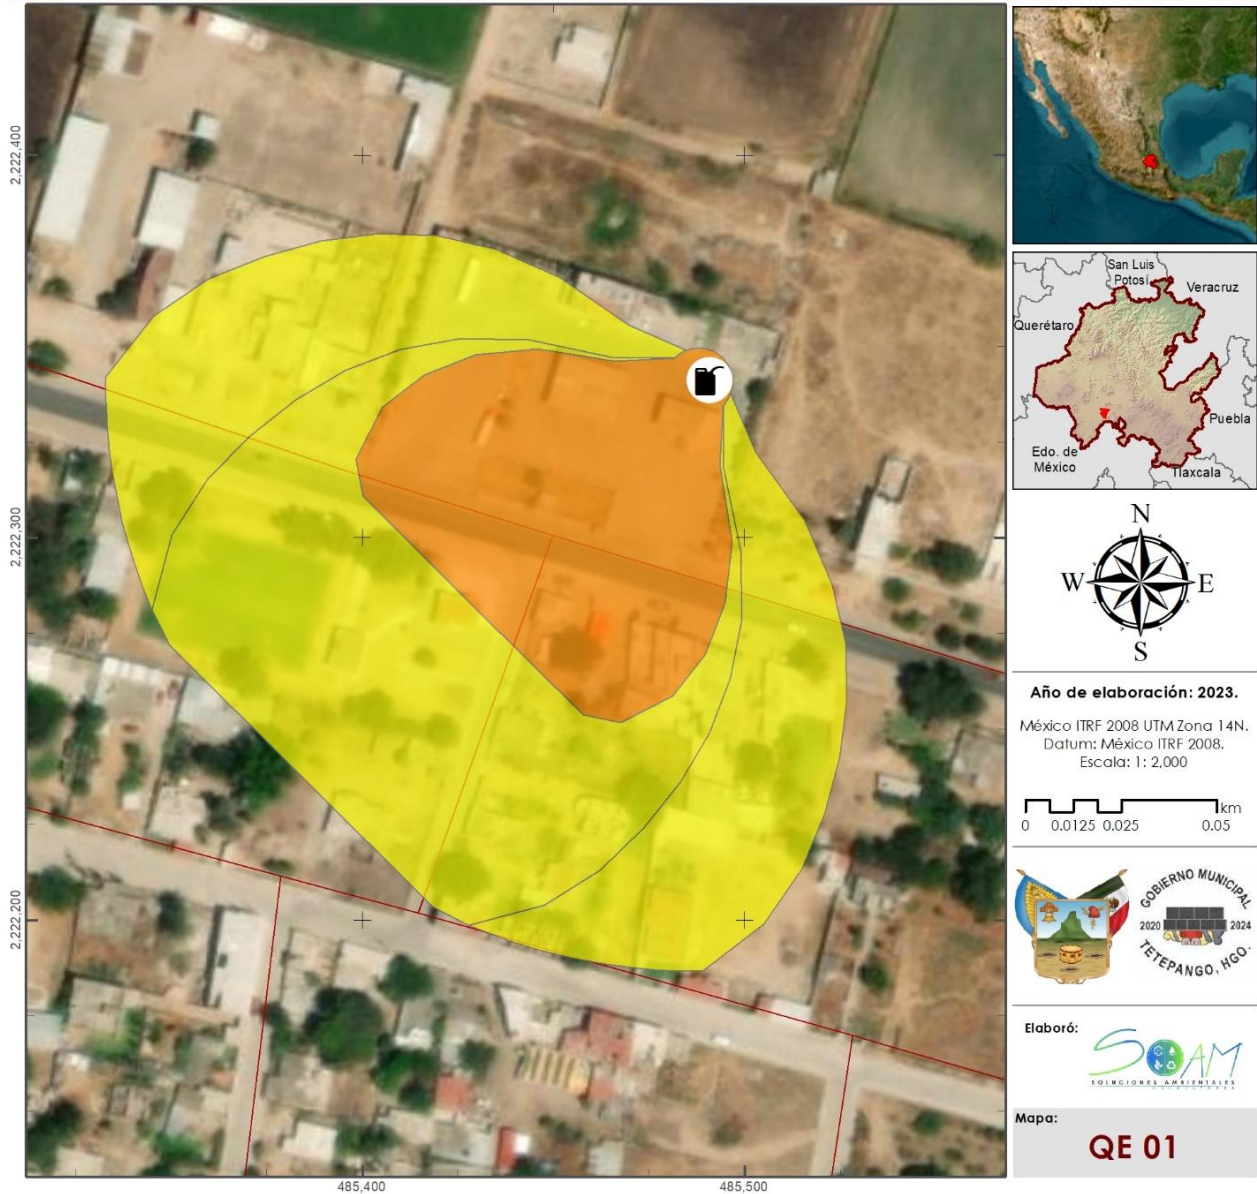 2,222,400
2,222,300
2,222,200
485,400
485,500
San Luis
Potosí
Veracruz
Querétaro
Puebla
Edo. de
México
Tlaxcala
N
W
E
S
Año de elaboración: 2023.
México ITRF 2008 UTM Zona 14N.
Datum: México ITRF 2008.
Escala: 1: 2,000
km
0 0.0125 0.025 0.05
GOBIERNO MUNICIPAL
2020 2024
TETEPANGO, HGO.
Elaboró:
SOAM
SOLUCIONES AMBIENTALES
Mapa:
QE 01